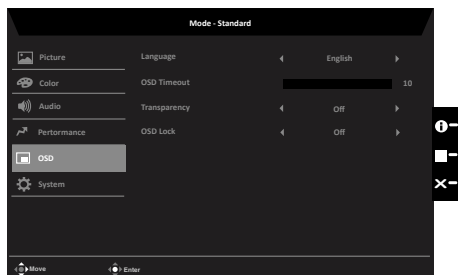 Mode - Standard
Picture
Color
Audio
Pertormance
OSD
System
Language English
OSD Timeout 10
Transparency Off
OSD Lock Off
Move Enter